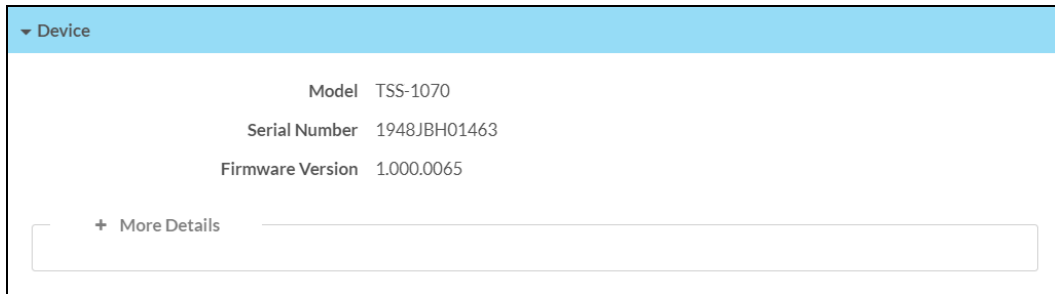 Device
Model TSS-1070
Serial Number 1948JBH01463
Firmware Version 1.000.0065
+ More Details